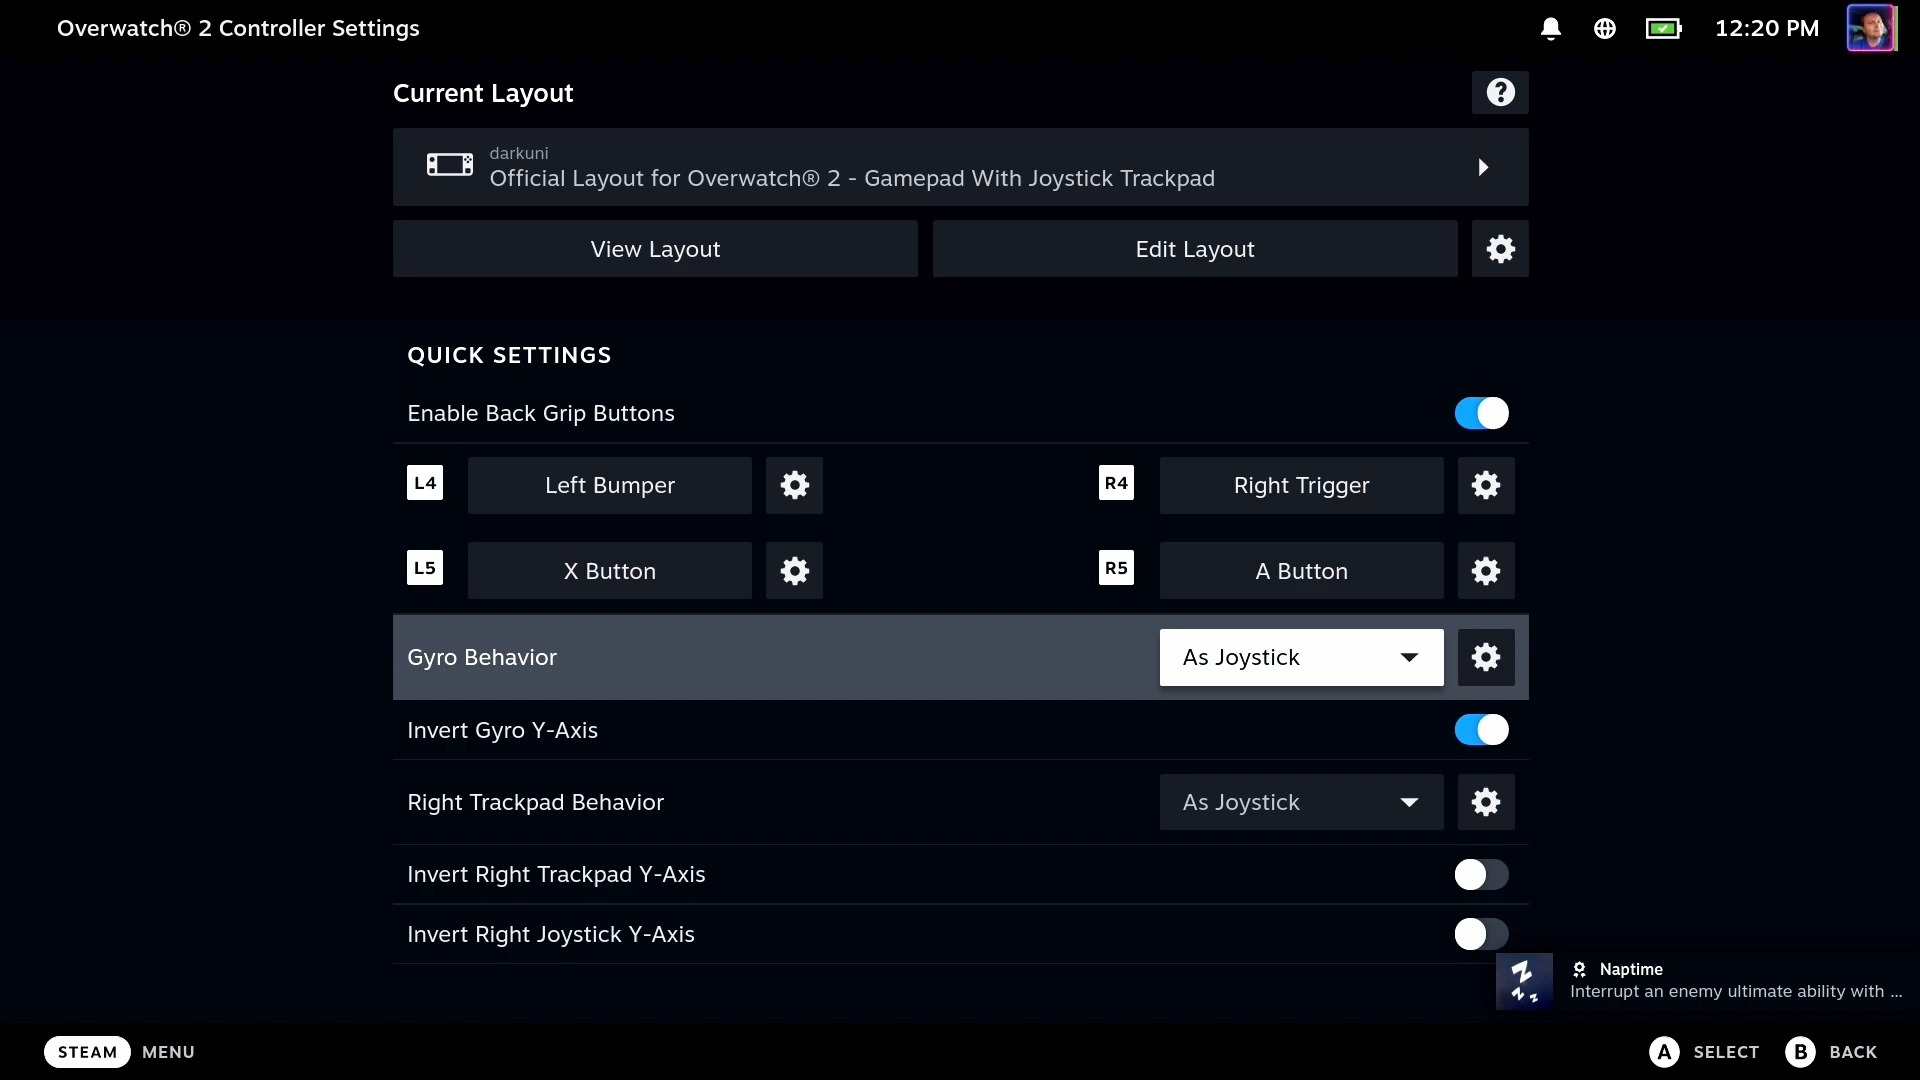 Overwatch® 2 Controller Settings
12:20 PM
Current Layout
darkuni
Official Layout for Overwatch® 2 - Gamepad With Joystick Trackpad
View Layout
Edit Layout
QUICK SETTINGS
Enable Back Grip Buttons
L4
Left Bumper
R4
Right Trigger
L5
X Button
R5
A Button
Gyro Behavior
As Joystick
Invert Gyro Y-Axis
Right Trackpad Behavior
As Joystick
Invert Right Trackpad Y-Axis
Invert Right Joystick Y-Axis
Naptime
Interrupt an enemy ultimate ability with ...
STEAM MENU
A SELECT
B BACK